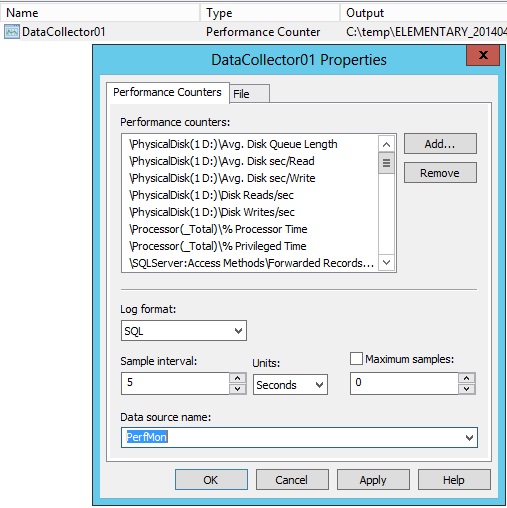 Name Type Output
DataCollector01 Performance Counter C:\temp\ELEMENTARY_201404
DataCollector01 Properties
x
Performance Counters File
Performance counters:
\PhysicalDisk(1 D:)\Avg. Disk Queue Length
\PhysicalDisk(1 D:)\Avg. Disk sec/Read
\PhysicalDisk(1 D:)\Avg. Disk sec/Write
\PhysicalDisk(1 D:)\Disk Reads/sec
\PhysicalDisk(1 D:)\Disk Writes/sec
\Processor(_Total)\% Processor Time
\Processor(_Total)\% Privileged Time
\SQLServer:Access Methods\Forwarded Records...
Add...
Remove
Log format:
SQL
Sample interval: Units: Maximum samples:
5 Seconds 0
Data source name:
PerfMon
OK Cancel Apply Help